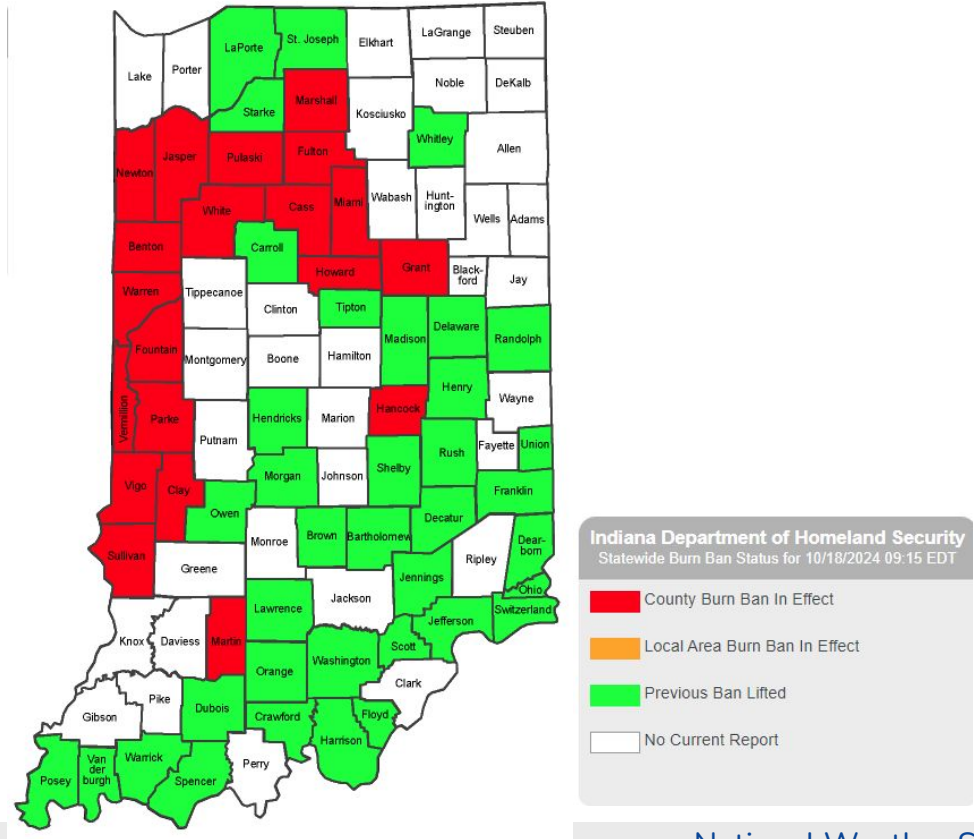 LaPorte
St. Joseph
Elkhart
LaGrange
Steuben
Lake
Porter
Noble
DeKalb
Starke
Marshall
Kosciusko
Whitley
Allen
Newton
Jasper
Pulaski
Fulton
Miami
Wabash
Hunt-
ington
Wells
Adams
White
Cass
Benton
Carroll
Howard
Grant
Black-
ford
Jay
Warren
Tippecanoe
Clinton
Tipton
Madison
Delaware
Randolph
Fountain
Montgomery
Boone
Hamilton
Henry
Wayne
Vermillion
Parke
Putnam
Hendricks
Marion
Hancock
Rush
Fayette
Union
Vigo
Clay
Owen
Morgan
Johnson
Shelby
Franklin
Decatur
Sullivan
Greene
Monroe
Brown
Bartholomew
Ripley
Dear-
born
Jennings
Ohio
Switzerland
Jefferson
Knox
Daviess
Martin
Lawrence
Jackson
Scott
Washington
Orange
Clark
Gibson
Pike
Dubois
Crawford
Floyd
Harrison
Posey
Van
der
burgh
Warrick
Spencer
Perry
Indiana Department of Homeland Security
Statewide Burn Ban Status for 10/18/2024 09:15 EDT
County Burn Ban In Effect
Local Area Burn Ban In Effect
Previous Ban Lifted
No Current Report
National Weather S